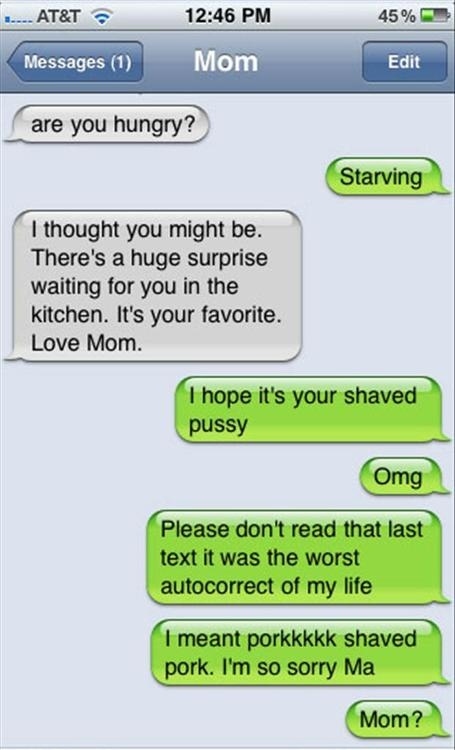 AT&T 12:46 PM 45%
Messages (1) Mom Edit
are you hungry?
Starving
I thought you might be.
There's a huge surprise
waiting for you in the
kitchen. It's your favorite.
Love Mom.
I hope it's your shaved
pussy
Omg
Please don't read that last
text it was the worst
autocorrect of my life
I meant porkkkkk shaved
pork. I'm so sorry Ma
Mom?